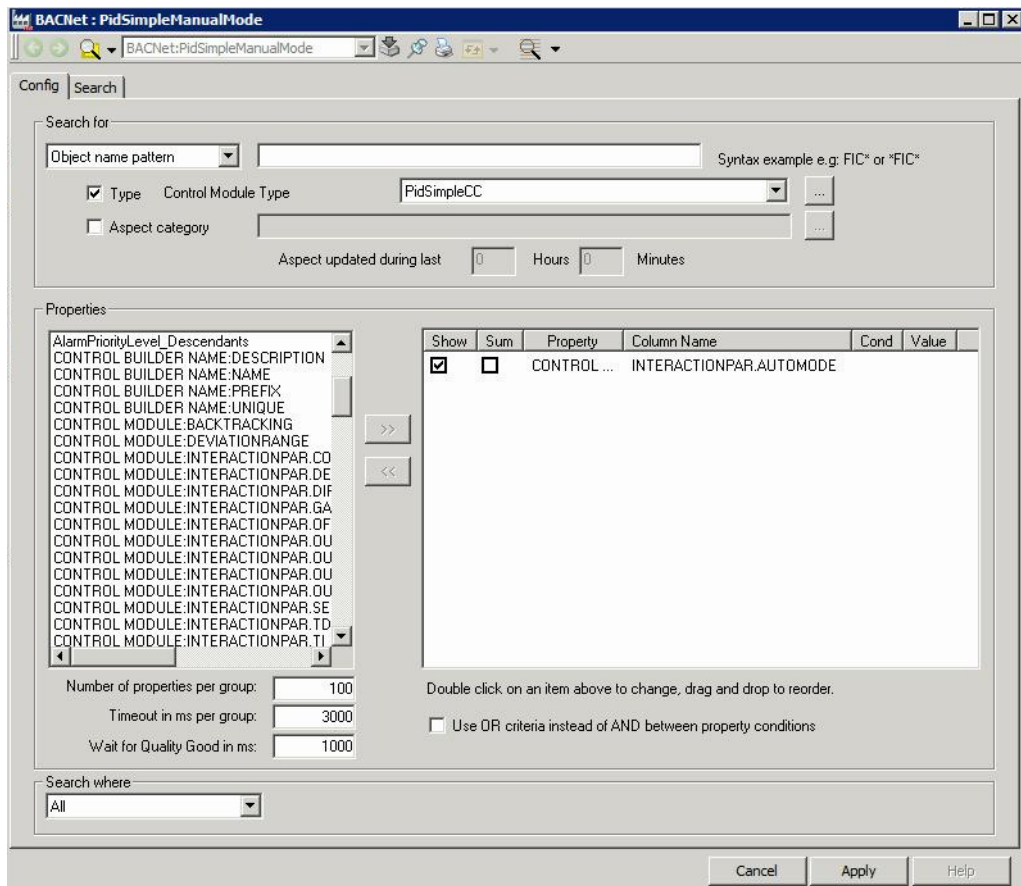 BACNet : PidSimpleManualMode
BACNet:PidSimpleManualMode
Config
Search
Search for
Object name pattern
Syntax example e.g: FIC* or *FIC*
Type Control Module Type PidSimpleCC ...
Aspect category ...
Aspect updated during last 0 Hours 0 Minutes
Properties
AlarmPriorityLevel_Descendants
CONTROL BUILDER NAME:DESCRIPTION
CONTROL BUILDER NAME:NAME
CONTROL BUILDER NAME:PREFIX
CONTROL BUILDER NAME:UNIQUE
CONTROL MODULE:BACKTRACKING
CONTROL MODULE:DEVIATIONRANGE
CONTROL MODULE:INTERACTIONPAR.CO
CONTROL MODULE:INTERACTIONPAR.DE
CONTROL MODULE:INTERACTIONPAR.DIF
CONTROL MODULE:INTERACTIONPAR.GA
CONTROL MODULE:INTERACTIONPAR.OF
CONTROL MODULE:INTERACTIONPAR.OU
CONTROL MODULE:INTERACTIONPAR.OU
CONTROL MODULE:INTERACTIONPAR.OU
CONTROL MODULE:INTERACTIONPAR.OU
CONTROL MODULE:INTERACTIONPAR.SE
CONTROL MODULE:INTERACTIONPAR.TD
CONTROL MODULE:INTERACTIONPAR.TI
>>
<<
Show Sum Property Column Name Cond Value
CONTROL ... INTERACTIONPAR.AUTOMODE
Number of properties per group: 100
Timeout in ms per group: 3000
Wait for Quality Good in ms: 1000
Double click on an item above to change, drag and drop to reorder.
Use OR criteria instead of AND between property conditions
Search where
All
Cancel
Apply
Help